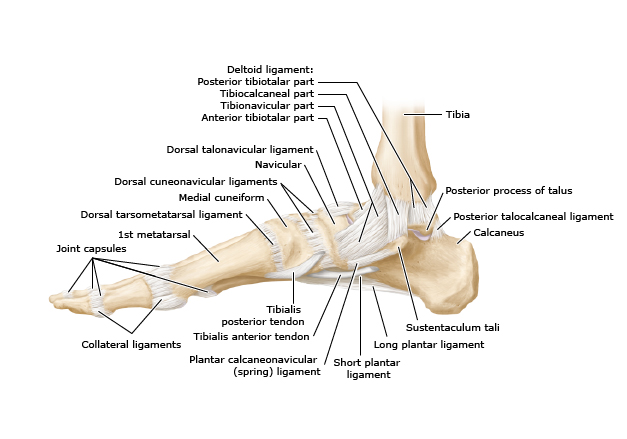 Deltoid ligament:
Posterior tibiotalar part
Tibiocalcaneal part
Tibionavicular part
Anterior tibiotalar part
Tibia
Dorsal talonavicular ligament
Navicular
Dorsal cuneonavicular ligaments
Medial cuneiform
Dorsal tarsometatarsal ligament
1st metatarsal
Joint capsules
Posterior process of talus
Posterior talocalcaneal ligament
Calcaneus
Collateral ligaments
Tibialis
posterior tendon
Tibialis anterior tendon
Plantar calcaneonavicular
(spring) ligament
Short plantar
ligament
Long plantar ligament
Sustentaculum tali